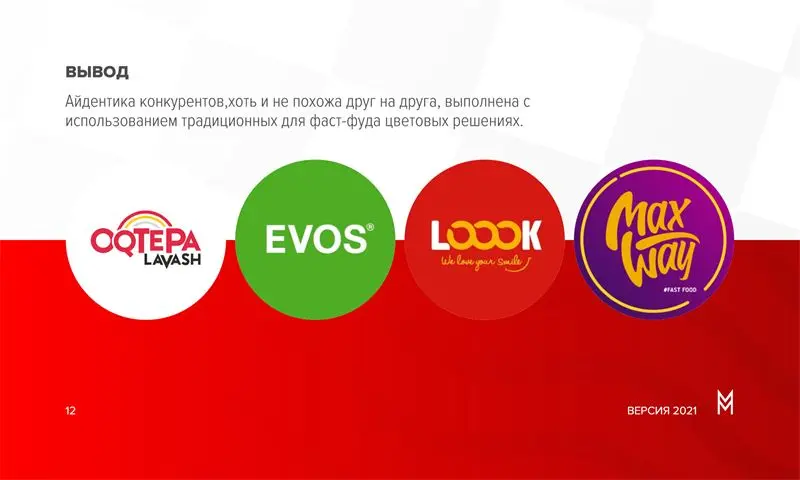 ВЫВОД
Айдентика конкурентов,хоть и не похожа друг на друга, выполнена с
использованием традиционных для фаст-фуда цветовых решениях.
OQTEPA
LAVASH
EVOS®
LOOOK
We love your Smile
Max
Way
#FAST FOOD
12
ВЕРСИЯ 2021